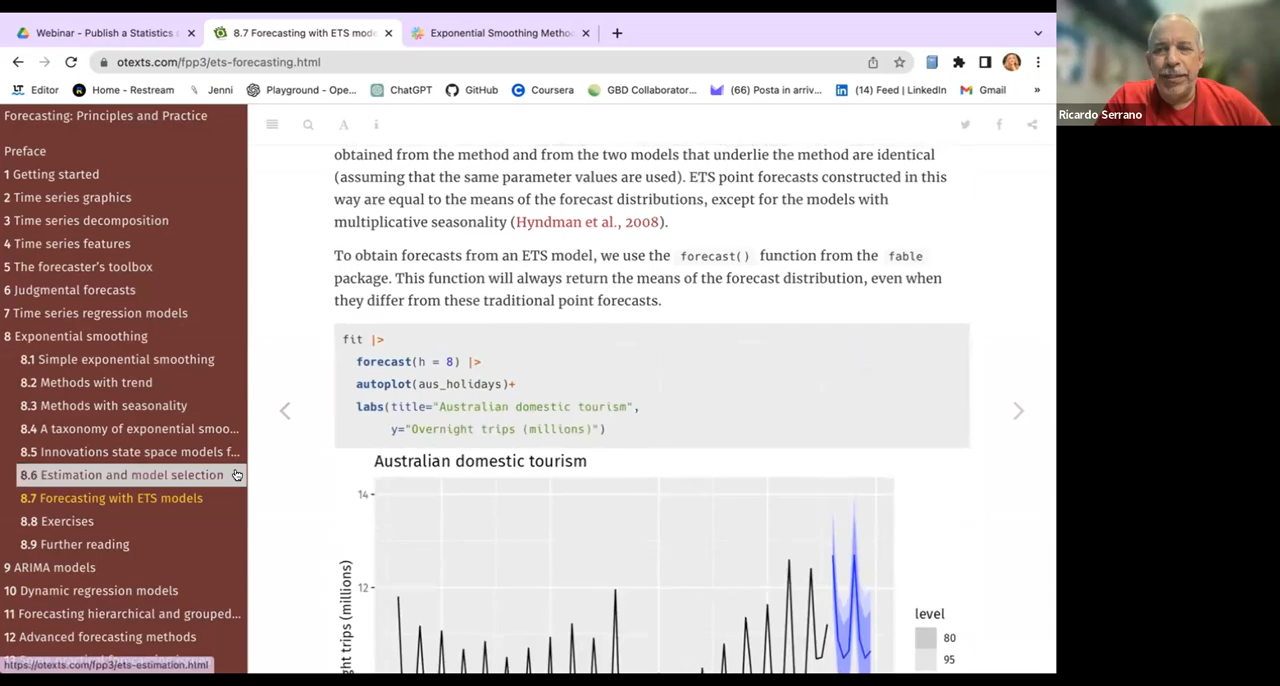 Webinar - Publish a Statistics
8.7 Forecasting with ETS mode
Exponential Smoothing Metho
otexts.com/fpp3/ets-forecasting.html
Editor
Home - Restream
Jenni
Playground - Ope...
ChatGPT
GitHub
Coursera
GBD Collaborator...
(66) Posta in arriv...
(14) Feed | LinkedIn
Gmail
»
Ricardo Serrano
Forecasting: Principles and Practice
Preface
1 Getting started
2 Time series graphics
3 Time series decomposition
4 Time series features
5 The forecaster's toolbox
6 Judgmental forecasts
7 Time series regression models
8 Exponential smoothing
8.1 Simple exponential smoothing
8.2 Methods with trend
8.3 Methods with seasonality
8.4 A taxonomy of exponential smoo...
8.5 Innovations state space models f...
8.6 Estimation and model selection
8.7 Forecasting with ETS models
8.8 Exercises
8.9 Further reading
9 ARIMA models
10 Dynamic regression models
11 Forecasting hierarchical and grouped...
12 Advanced forecasting methods
https://otexts.com/fpp3/ets-estimation.html
obtained from the method and from the two models that underlie the method are identical
(assuming that the same parameter values are used). ETS point forecasts constructed in this
way are equal to the means of the forecast distributions, except for the models with
multiplicative seasonality (Hyndman et al., 2008).
To obtain forecasts from an ETS model, we use the forecast() function from the fable
package. This function will always return the means of the forecast distribution, even when
they differ from these traditional point forecasts.
fit |>
forecast(h = 8) |>
autoplot(aus_holidays)+
labs(title="Australian domestic tourism",
y="Overnight trips (millions)")
Australian domestic tourism
14
12
ght trips (millions)
level
80
95